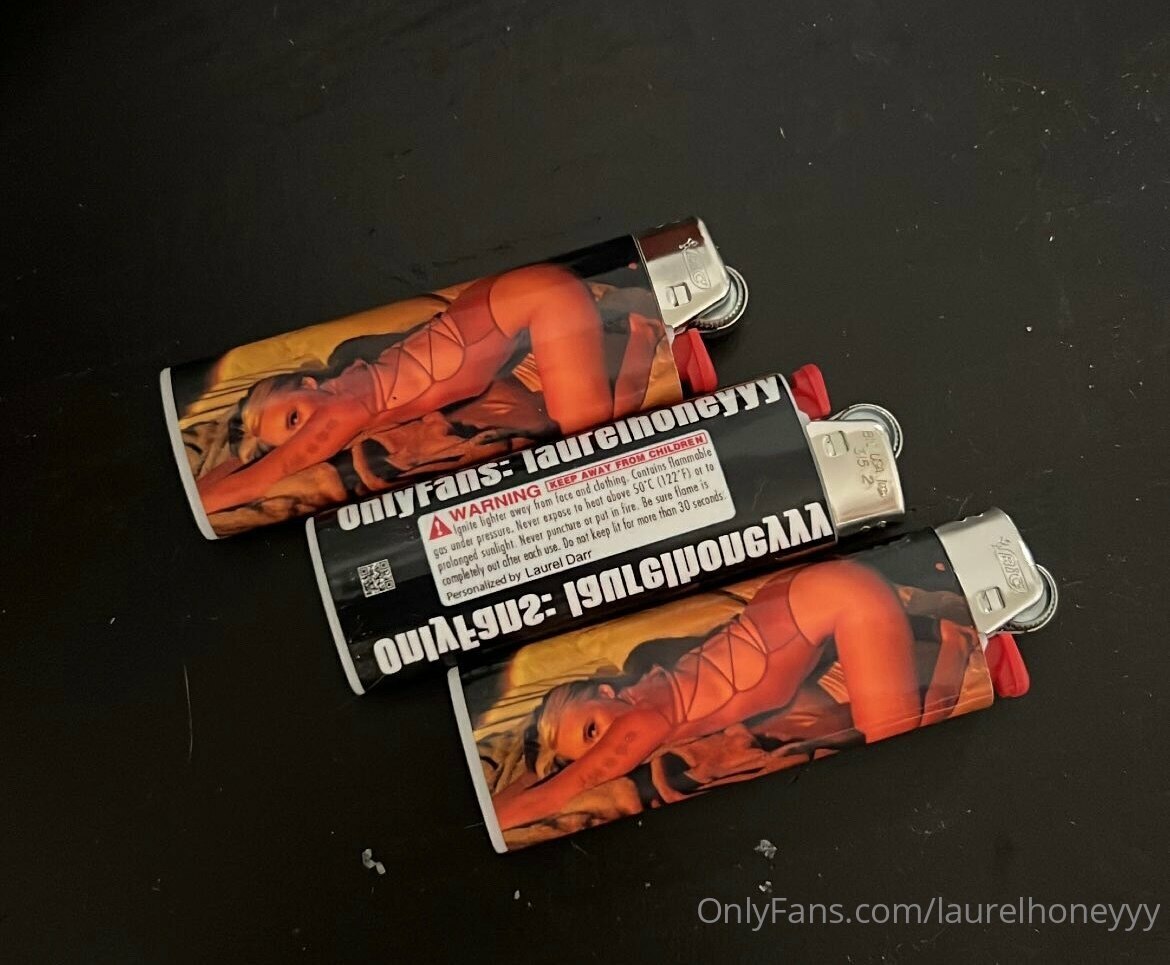 OnlyFans: laurelhoneyyy
WARNING KEEP AWAY FROM CHILDREN
Ignite lighter away from face and clothing. Contains flammable
gas under pressure. Never expose to heat above 50°C (122°F) or to
prolonged sunlight. Never puncture or put in fire. Be sure flame is
completely out after each use. Do not keep lit for more than 30 seconds.
Personalized by Laurel Darr
OnlyFans: laurelhoneyyy
OnlyFans.com/laurelhoneyyy